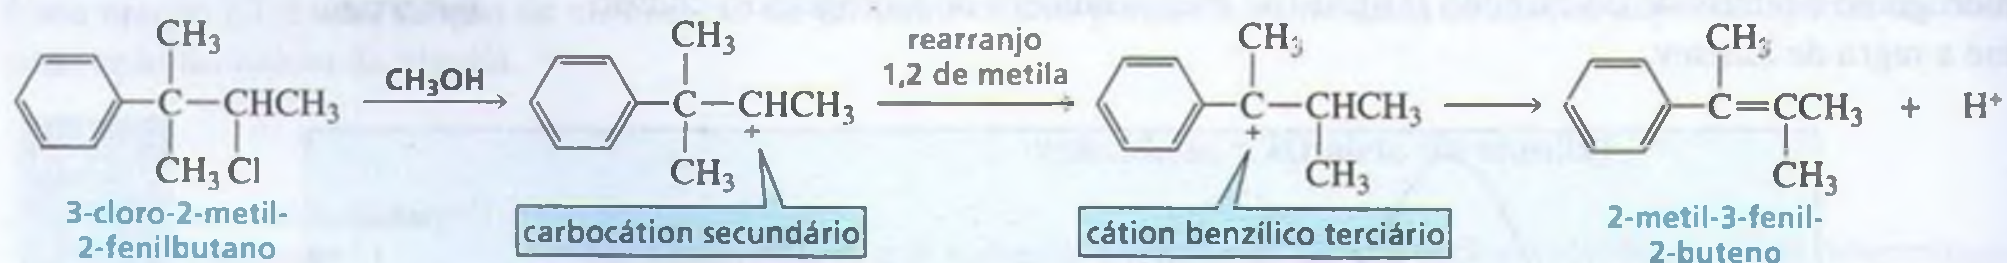 CH₃ CH₃ rearranjo CH₃ CH₃
C—CHCH₃ CH₃OH C—CHCH₃ 1,2 de metila C—CHCH₃ C=CCH₃ + H⁺
+ +
CH₃ Cl CH₃ CH₃ CH₃
3-cloro-2-metil-
2-fenilbutano
carbocátion secundário
cátion benzílico terciário
2-metil-3-fenil-
2-buteno